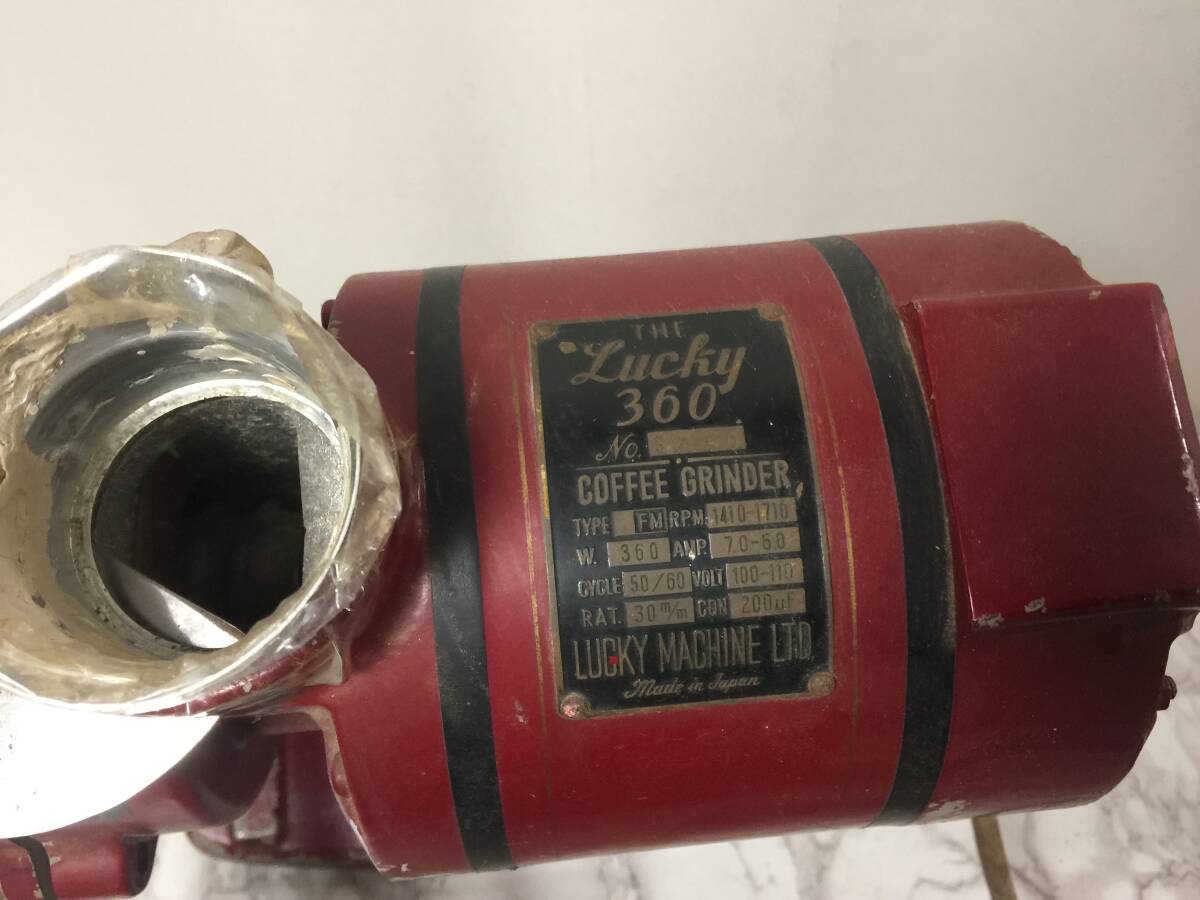 THE
Lucky
360
No.
COFFEE GRINDER
TYPE FM RPM. 1410-1710
W. 360 AMP. 7.0-6.0
CYCLE 50/60 VOLT 100-110
RAT. 30 m/m CON 200μF
LUCKY MACHINE LTD
Made in Japan